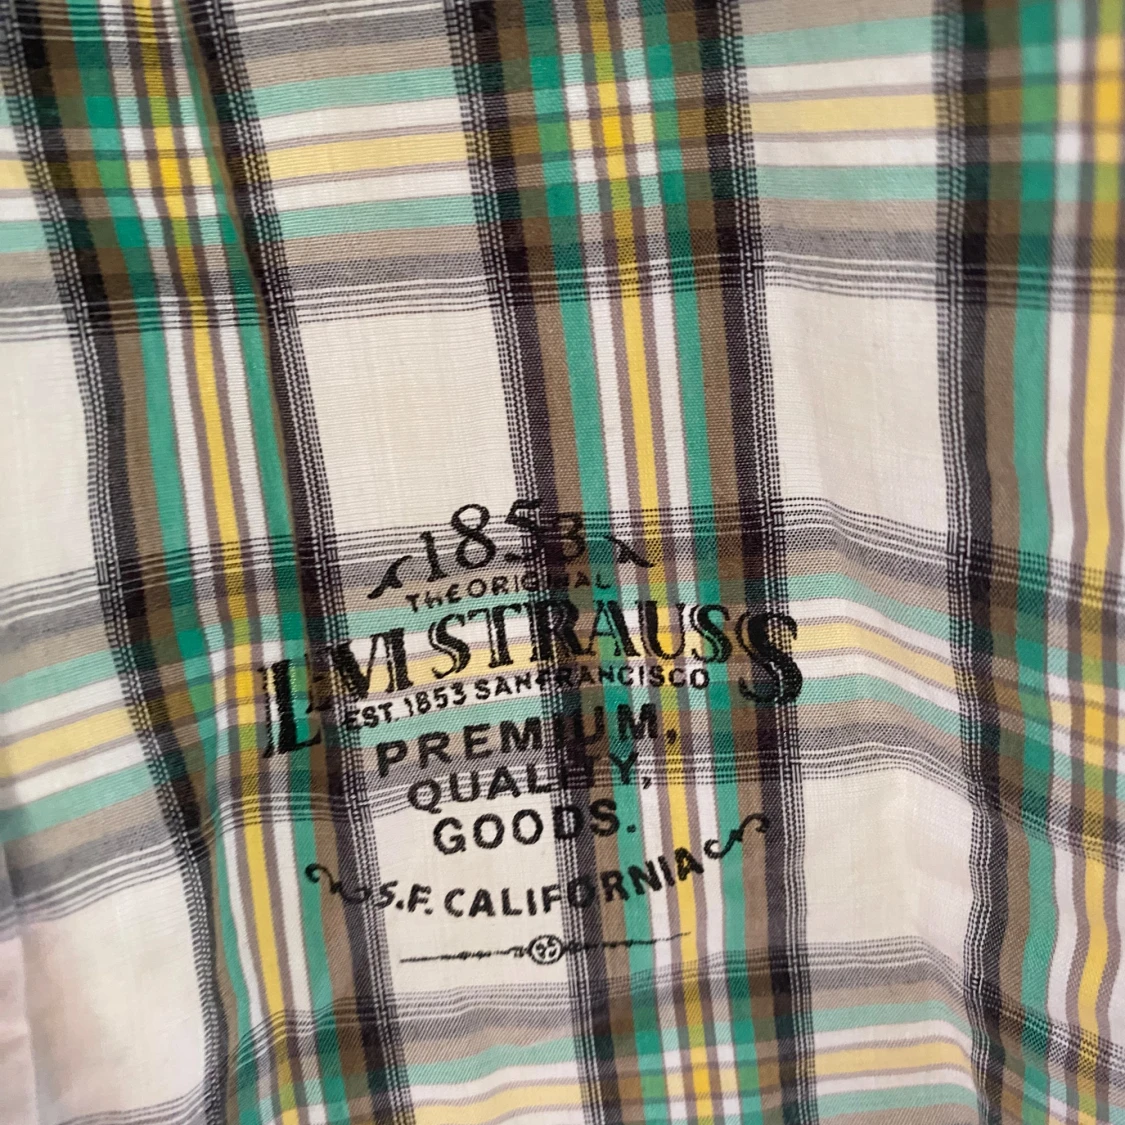 1853
ThE ORIGINAL
LEVI STRAUSS
EST. 1853 SAN FRANCISCO
PREMIUM,
QUALITY,
GOODS.
S.F. CALIFORNIA